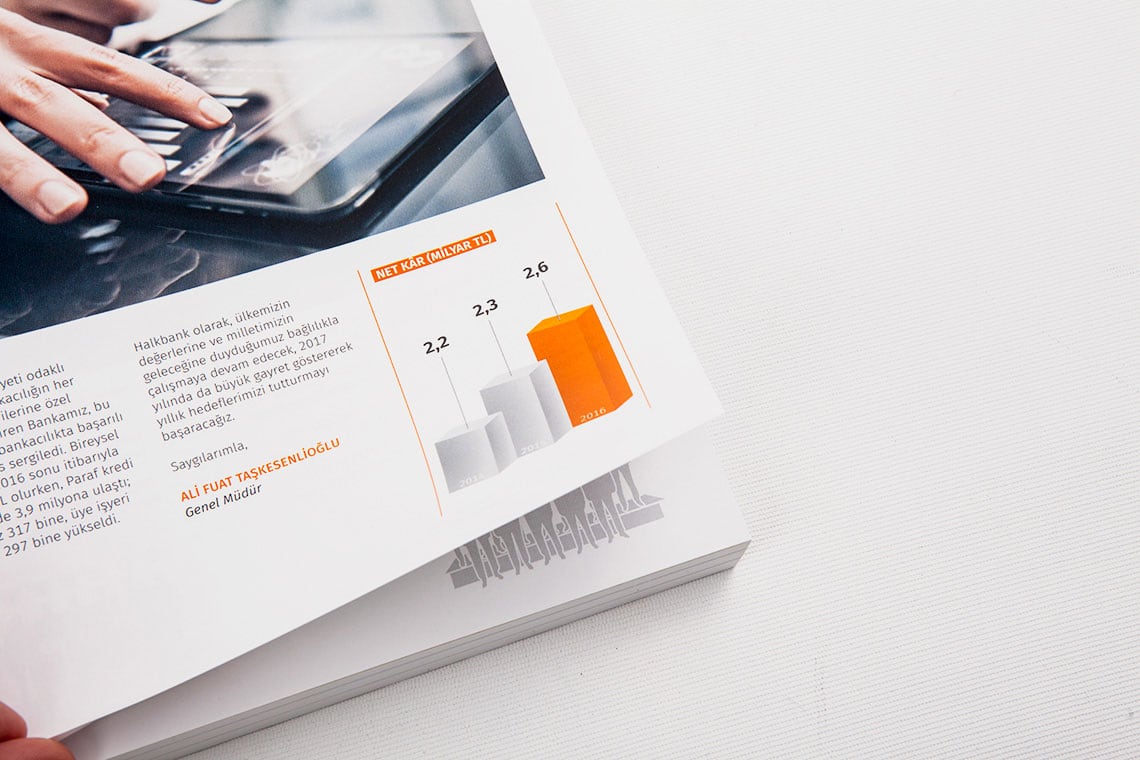 yeti odaklı
kacılığın her
ilerine özel
iren Bankamız, bu
bankacılıkta başarılı
s sergiledi. Bireysel
016 sonu itibarıyla
L olurken, Paraf kredi
de 3,9 milyona ulaştı;
z 317 bine, üye işyeri
297 bine yükseldi.
Halkbank olarak, ülkemizin
değerlerine ve milletimizin
geleceğine duyduğumuz bağlılıkla
çalışmaya devam edecek, 2017
yılında da büyük gayret göstererek
yıllık hedeflerimizi tutturmayı
başaracağız.
Saygılarımla,
ALİ FUAT TAŞKESENLİOĞLU
Genel Müdür
NET KÂR (MİLYAR TL)
2,2
2,3
2,6
2014
2015
2016